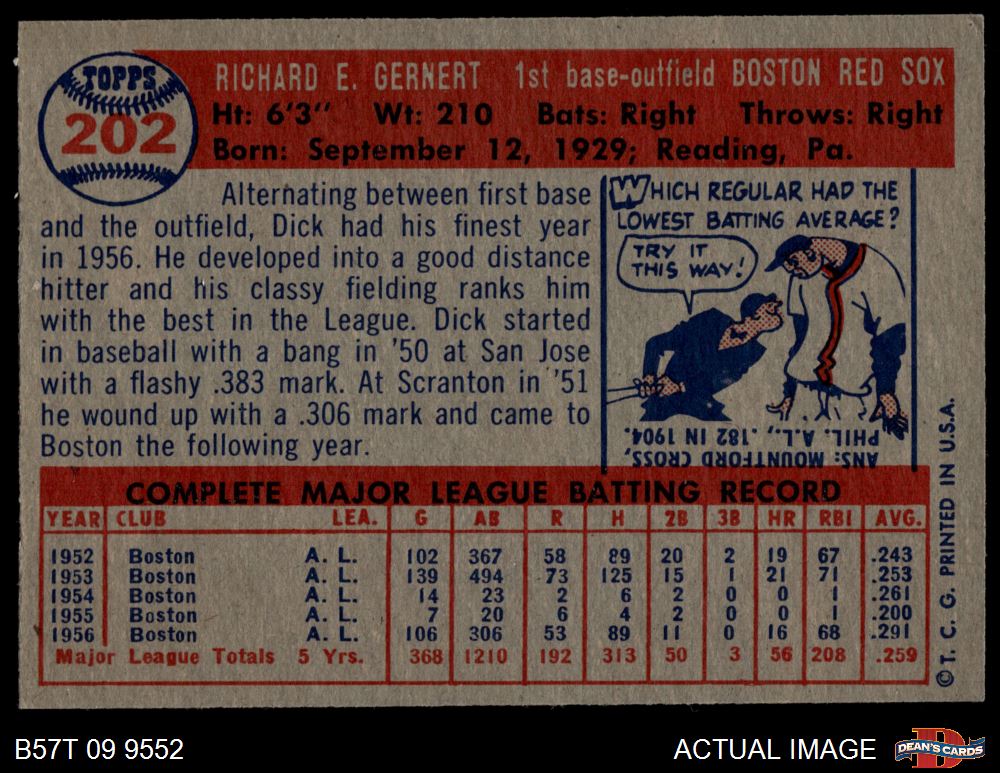 TOPPS
202
RICHARD E. GERNERT 1st base-outfield BOSTON RED SOX
Ht: 6'3" Wt: 210 Bats: Right Throws: Right
Born: September 12, 1929; Reading, Pa.
Alternating between first base
and the outfield, Dick had his finest year
in 1956. He developed into a good distance
hitter and his classy fielding ranks him
with the best in the League. Dick started
in baseball with a bang in '50 at San Jose
with a flashy .383 mark. At Scranton in '51
he wound up with a .306 mark and came to
Boston the following year.
WHICH REGULAR HAD THE
LOWEST BATTING AVERAGE?
TRY IT
THIS WAY!
ANS: MOUNTFORD CROSS,
PHIL. A.L., .182 IN 1904.
COMPLETE MAJOR LEAGUE BATTING RECORD
YEAR CLUB LEA. G AB R H 2B 3B HR RBI AVG.
1952 Boston A. L. 102 367 58 89 20 2 19 67 .243
1953 Boston A. L. 139 494 73 125 15 1 21 71 .253
1954 Boston A. L. 14 23 2 6 2 0 0 1 .261
1955 Boston A. L. 7 20 6 4 2 0 0 1 .200
1956 Boston A. L. 106 306 53 89 11 0 16 68 .291
Major League Totals 5 Yrs. 368 1210 192 313 50 3 56 208 .259
© T. C. G. PRINTED IN U.S.A.
B57T 09 9552
ACTUAL IMAGE
DEAN'S CARDS